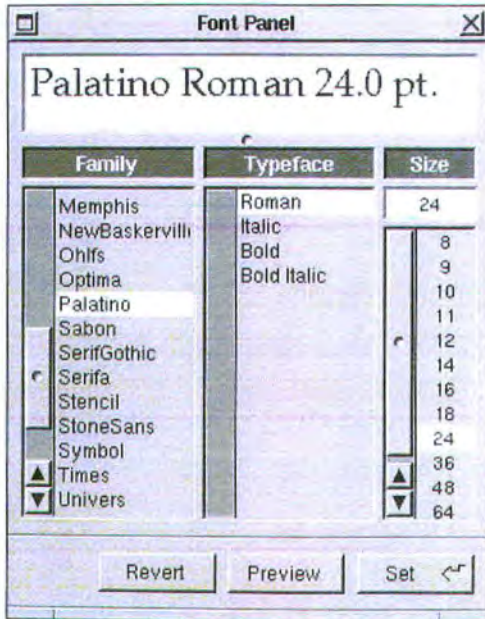 Font Panel
Palatino Roman 24.0 pt.
Family
Memphis
NewBaskervill
Ohlfs
Optima
Palatino
Sabon
SerifGothic
Serifa
Stencil
StoneSans
Symbol
Times
Univers
Typeface
Roman
Italic
Bold
Bold Italic
Size
24
8
9
10
11
12
14
16
18
24
36
48
64
Revert
Preview
Set